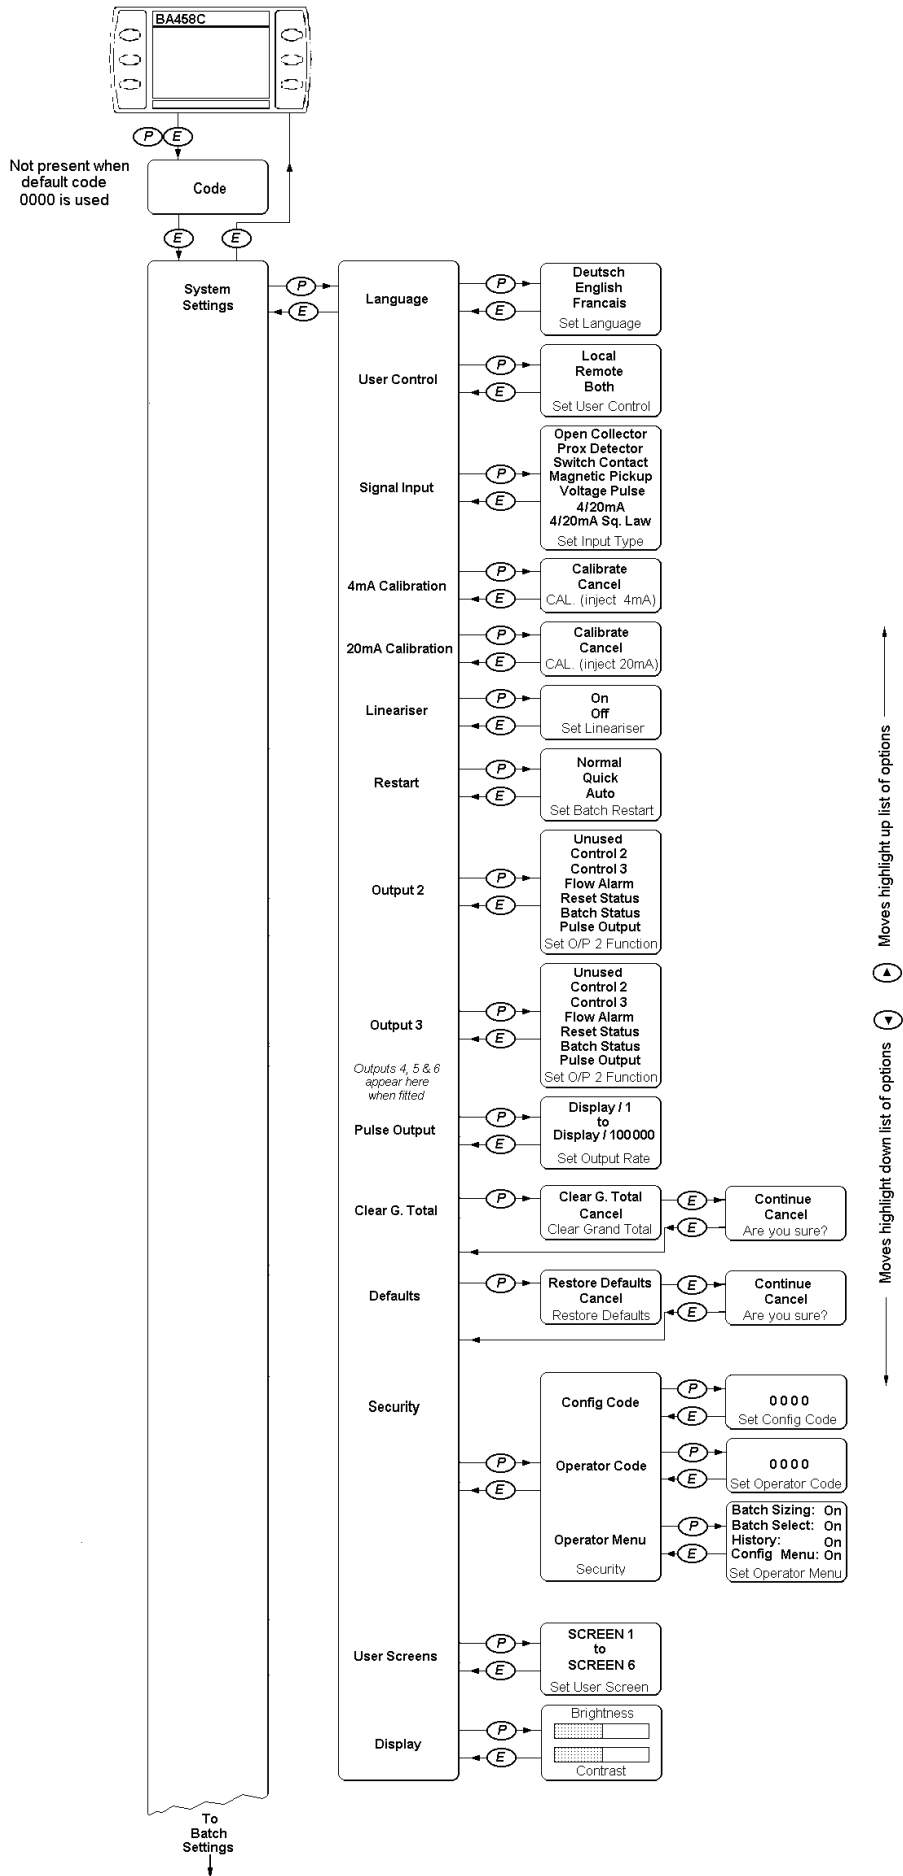 BA458C
P E
Not present when
default code
0000 is used
Code
E E
System
Settings
P
E
Language
P
E
Deutsch
English
Francais
Set Language
User Control
P
E
Local
Remote
Both
Set User Control
Signal Input
P
E
Open Collector
Prox Detector
Switch Contact
Magnetic Pickup
Voltage Pulse
4/20mA
4/20mA Sq. Law
Set Input Type
4mA Calibration
P
E
Calibrate
Cancel
CAL. (inject 4mA)
20mA Calibration
P
E
Calibrate
Cancel
CAL. (inject 20mA)
Lineariser
P
E
On
Off
Set Lineariser
Restart
P
E
Normal
Quick
Auto
Set Batch Restart
Output 2
P
E
Unused
Control 2
Control 3
Flow Alarm
Reset Status
Batch Status
Pulse Output
Set O/P 2 Function
Output 3
P
E
Unused
Control 2
Control 3
Flow Alarm
Reset Status
Batch Status
Pulse Output
Set O/P 2 Function
Outputs 4, 5 & 6
appear here
when fitted
Pulse Output
P
E
Display / 1
to
Display / 100000
Set Output Rate
Clear G. Total
P
Clear G. Total
Cancel
Clear Grand Total
E
E
Continue
Cancel
Are you sure?
Defaults
P
Restore Defaults
Cancel
Restore Defaults
E
E
Continue
Cancel
Are you sure?
Security
P
E
Config Code
P
E
0000
Set Config Code
Operator Code
P
E
0000
Set Operator Code
Operator Menu
Security
P
E
Batch Sizing: On
Batch Select: On
History: On
Config Menu: On
Set Operator Menu
User Screens
P
E
SCREEN 1
to
SCREEN 6
Set User Screen
Display
P
E
Brightness
Contrast
To
Batch
Settings
Moves highlight up list of options
Moves highlight down list of options